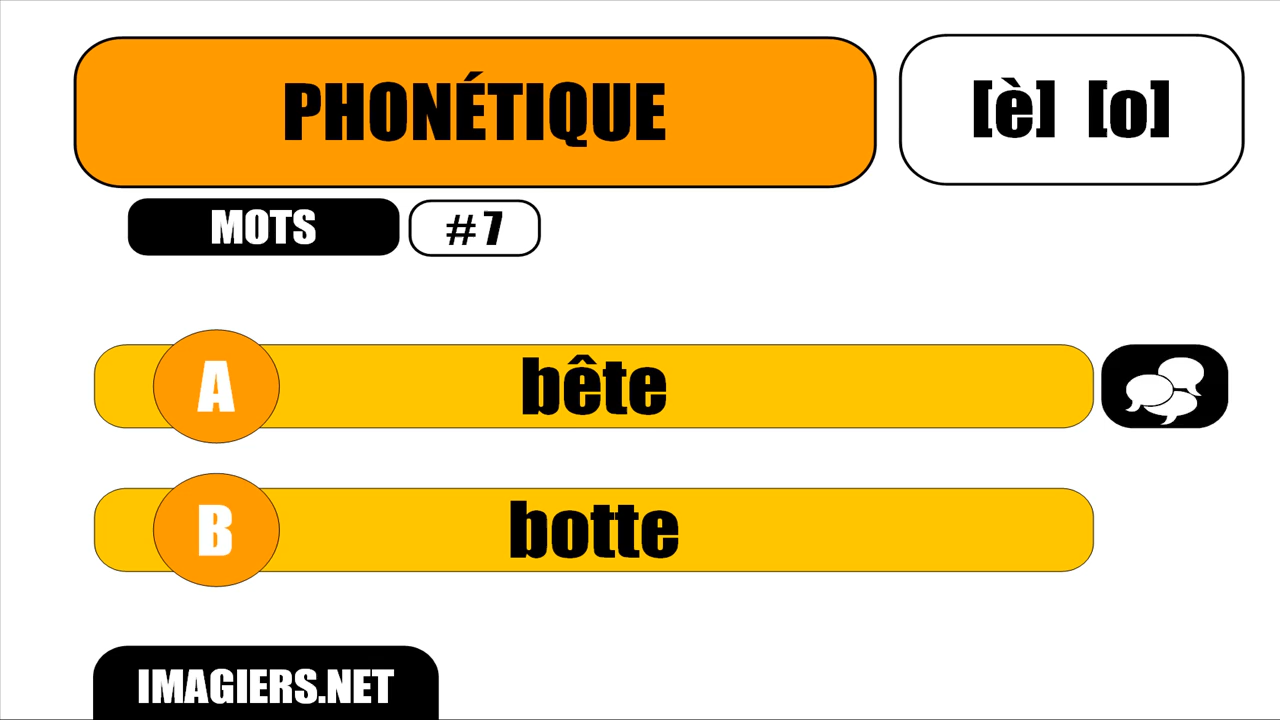 PHONÉTIQUE
[è] [o]
MOTS
#7
A
bête
B
botte
IMAGIERS.NET